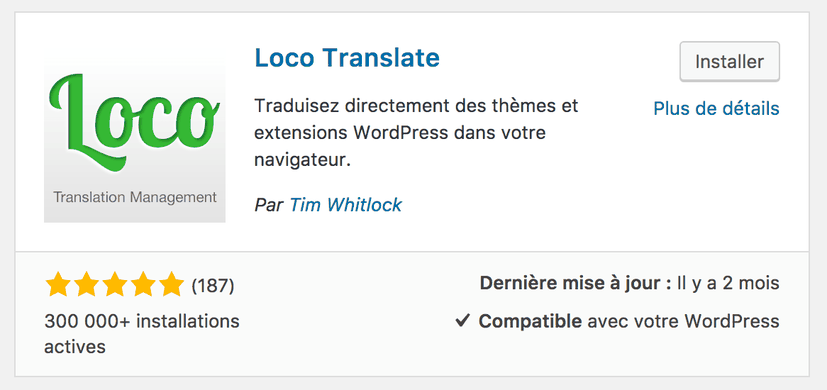 Loco
Translation Management
Loco Translate
Traduisez directement des thèmes et
extensions WordPress dans votre
navigateur.
Par Tim Whitlock
Installer
Plus de détails
(187)
300 000+ installations
actives
Dernière mise à jour : Il y a 2 mois
Compatible avec votre WordPress